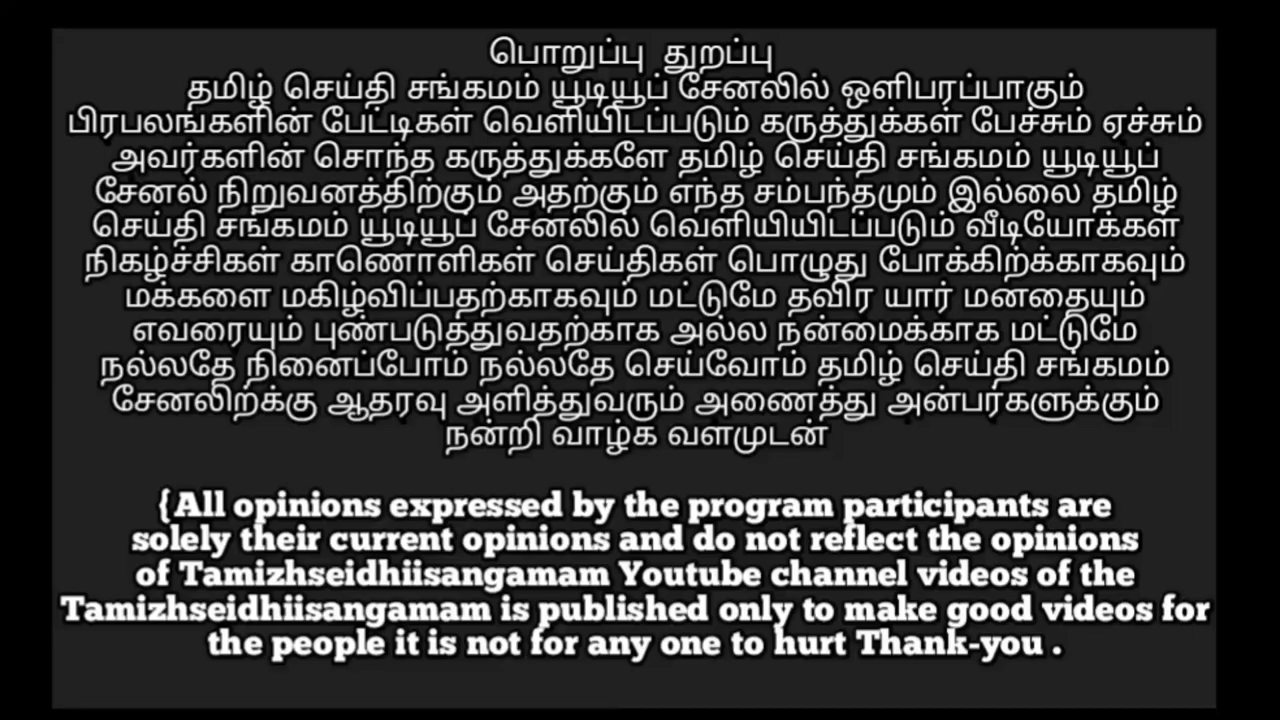 பொறுப்பு துறப்பு
தமிழ் செய்தி சங்கமம் யூடியூப் சேனலில் ஒளிபரப்பாகும்
பிரபலங்களின் பேட்டிகள் வெளியிடப்படும் கருத்துக்கள் பேச்சும் ஏச்சும்
அவர்களின் சொந்த கருத்துக்களே தமிழ் செய்தி சங்கமம் யூடியூப்
சேனல் நிறுவனத்திற்கும் அதற்கும் எந்த சம்பந்தமும் இல்லை தமிழ்
செய்தி சங்கமம் யூடியூப் சேனலில் வெளியியிடப்படும் வீடியோக்கள்
நிகழ்ச்சிகள் காணொளிகள் செய்திகள் பொழுது போக்கிற்க்காகவும்
மக்களை மகிழ்விப்பதற்காகவும் மட்டுமே தவிர யார் மனதையும்
எவரையும் புண்படுத்துவதற்காக அல்ல நன்மைக்காக மட்டுமே
நல்லதே நினைப்போம் நல்லதே செய்வோம் தமிழ் செய்தி சங்கமம்
சேனலிற்க்கு ஆதரவு அளித்துவரும் அணைத்து அன்பர்களுக்கும்
நன்றி வாழ்க வளமுடன்
{All opinions expressed by the program participants are
solely their current opinions and do not reflect the opinions
of Tamizhseidhiisangamam Youtube channel videos of the
Tamizhseidhiisangamam is published only to make good videos for
the people it is not for any one to hurt Thank-you .